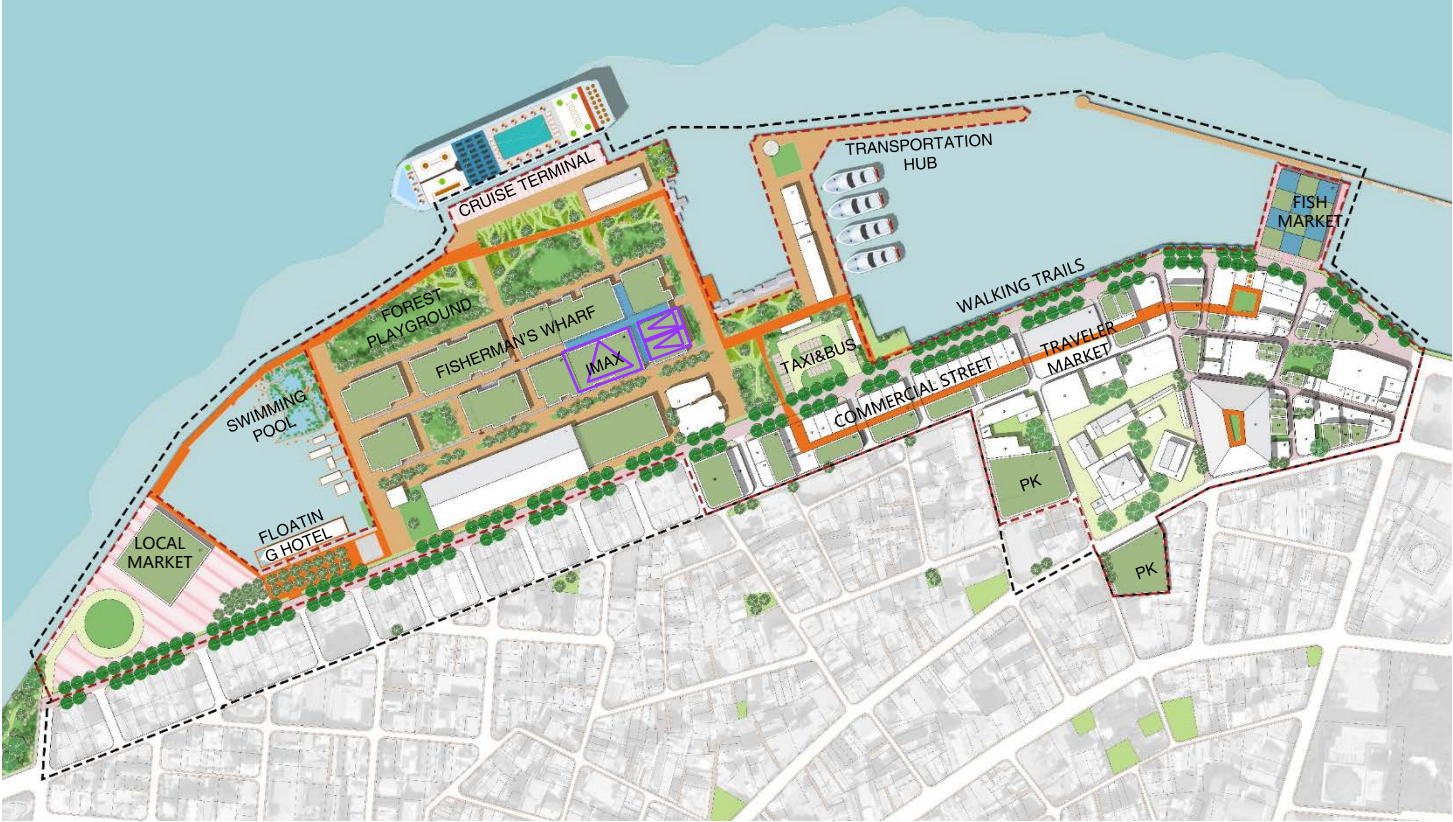 TRANSPORTATION
HUB
CRUISE TERMINAL
FISH
MARKET
WALKING TRAILS
FOREST
PLAYGROUND
FISHERMAN'S WHARF
IMAX
TAXI&BUS
TRAVELER
MARKET
COMMERCIAL STREET
SWIMMING
POOL
PK
FLOATIN
G HOTEL
LOCAL
MARKET
PK